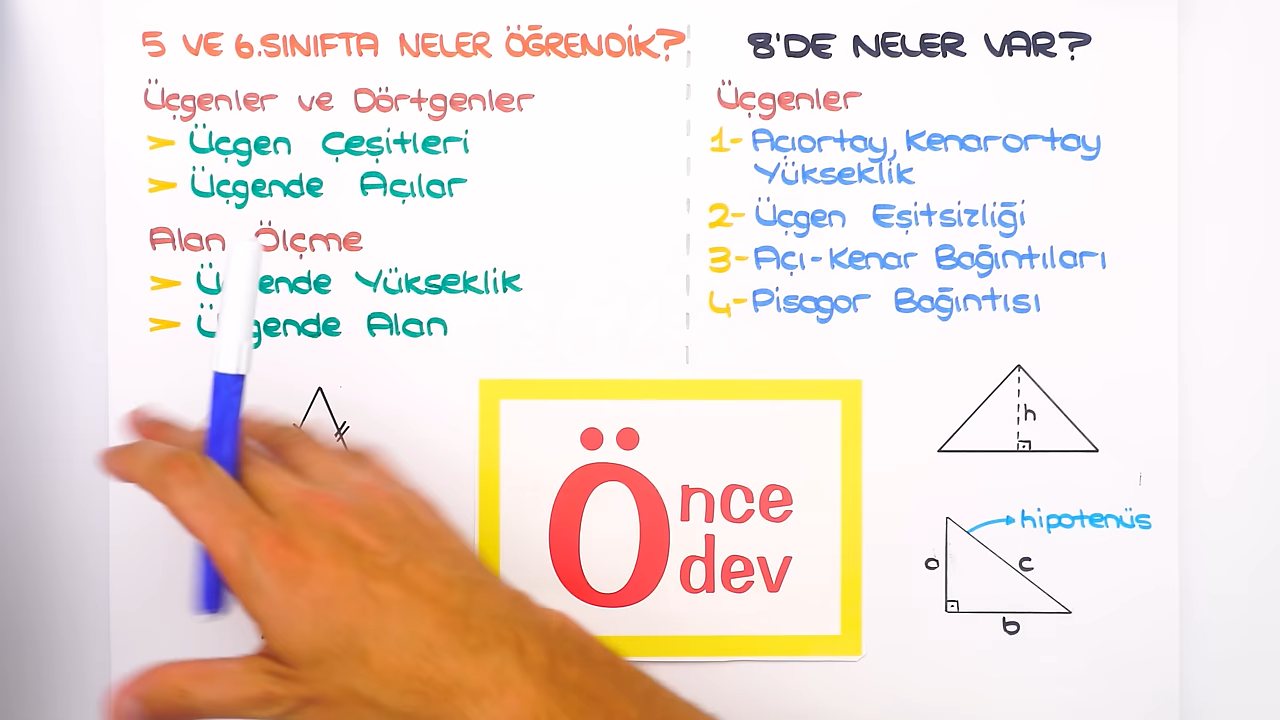 5 VE 6.SINIFTA NELER ÖĞRENDİK?
Üçgenler ve Dörtgenler
➤ Üçgen Çeşitleri
➤ Üçgende Açılar
Alan Ölçme
➤ Yükseklik
➤ Alan
8'DE NELER VAR?
Üçgenler
1- Açıortay, Kenarortay
Yükseklik
2- Üçgen Eşitsizliği
3- Açı-Kenar Bağıntıları
4- Pisagor Bağıntısı
Önce
Ödev
h
hipotenüs
a
c
b